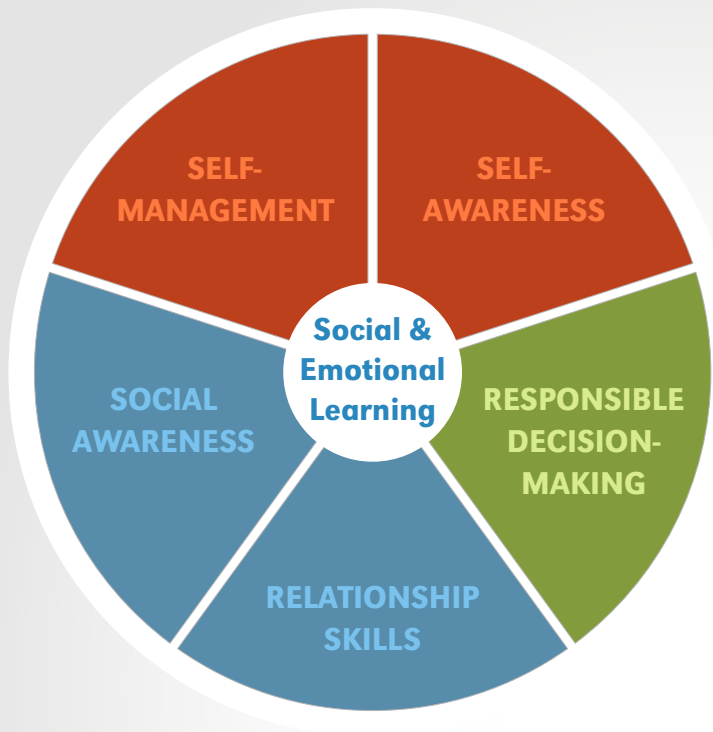 SELF-
MANAGEMENT
SELF-
AWARENESS
Social &
Emotional
Learning
SOCIAL
AWARENESS
RESPONSIBLE
DECISION-
MAKING
RELATIONSHIP
SKILLS